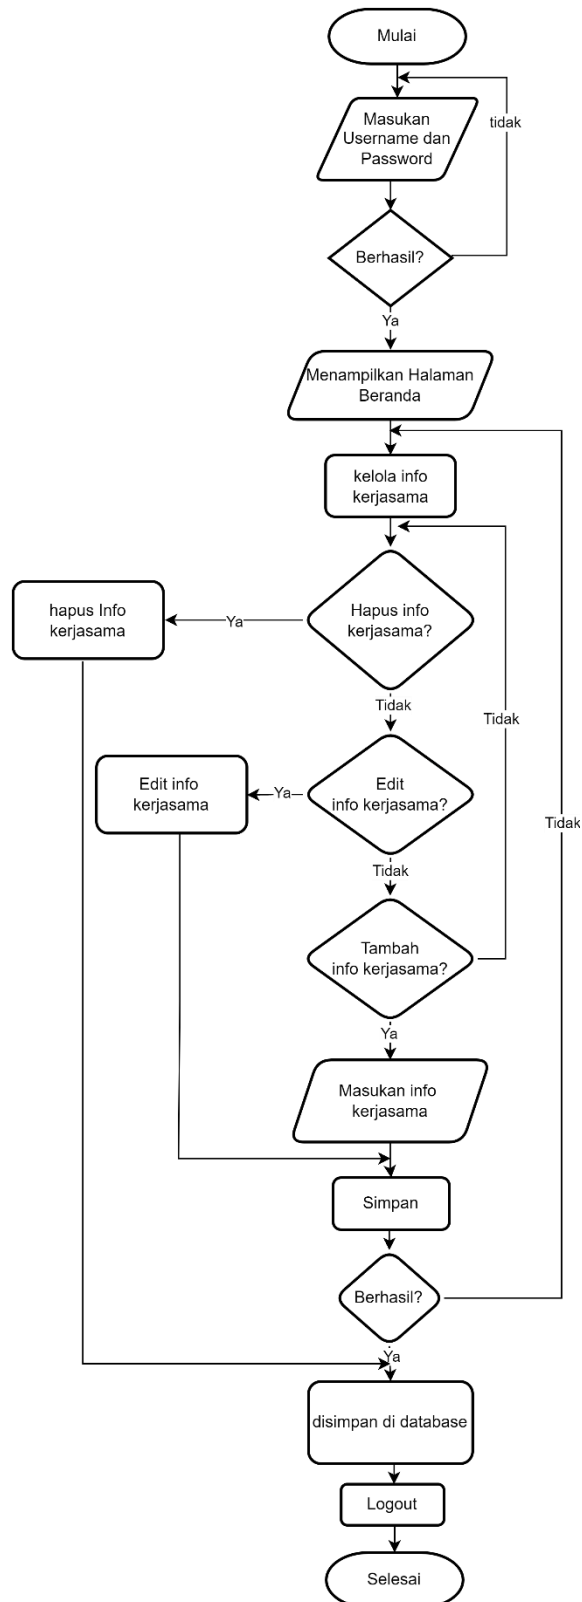 Mulai
tidak
Masukan
Username dan
Password
Berhasil?
Ya
Menampilkan Halaman
Beranda
kelola info
kerjasama
hapus Info
kerjasama
Ya
Hapus info
kerjasama?
Tidak
Tidak
Edit info
kerjasama
Ya
Edit
info kerjasama?
Tidak
Tidak
Tambah
info kerjasama?
Ya
Masukan info
kerjasama
Simpan
Berhasil?
Ya
disimpan di database
Logout
Selesai